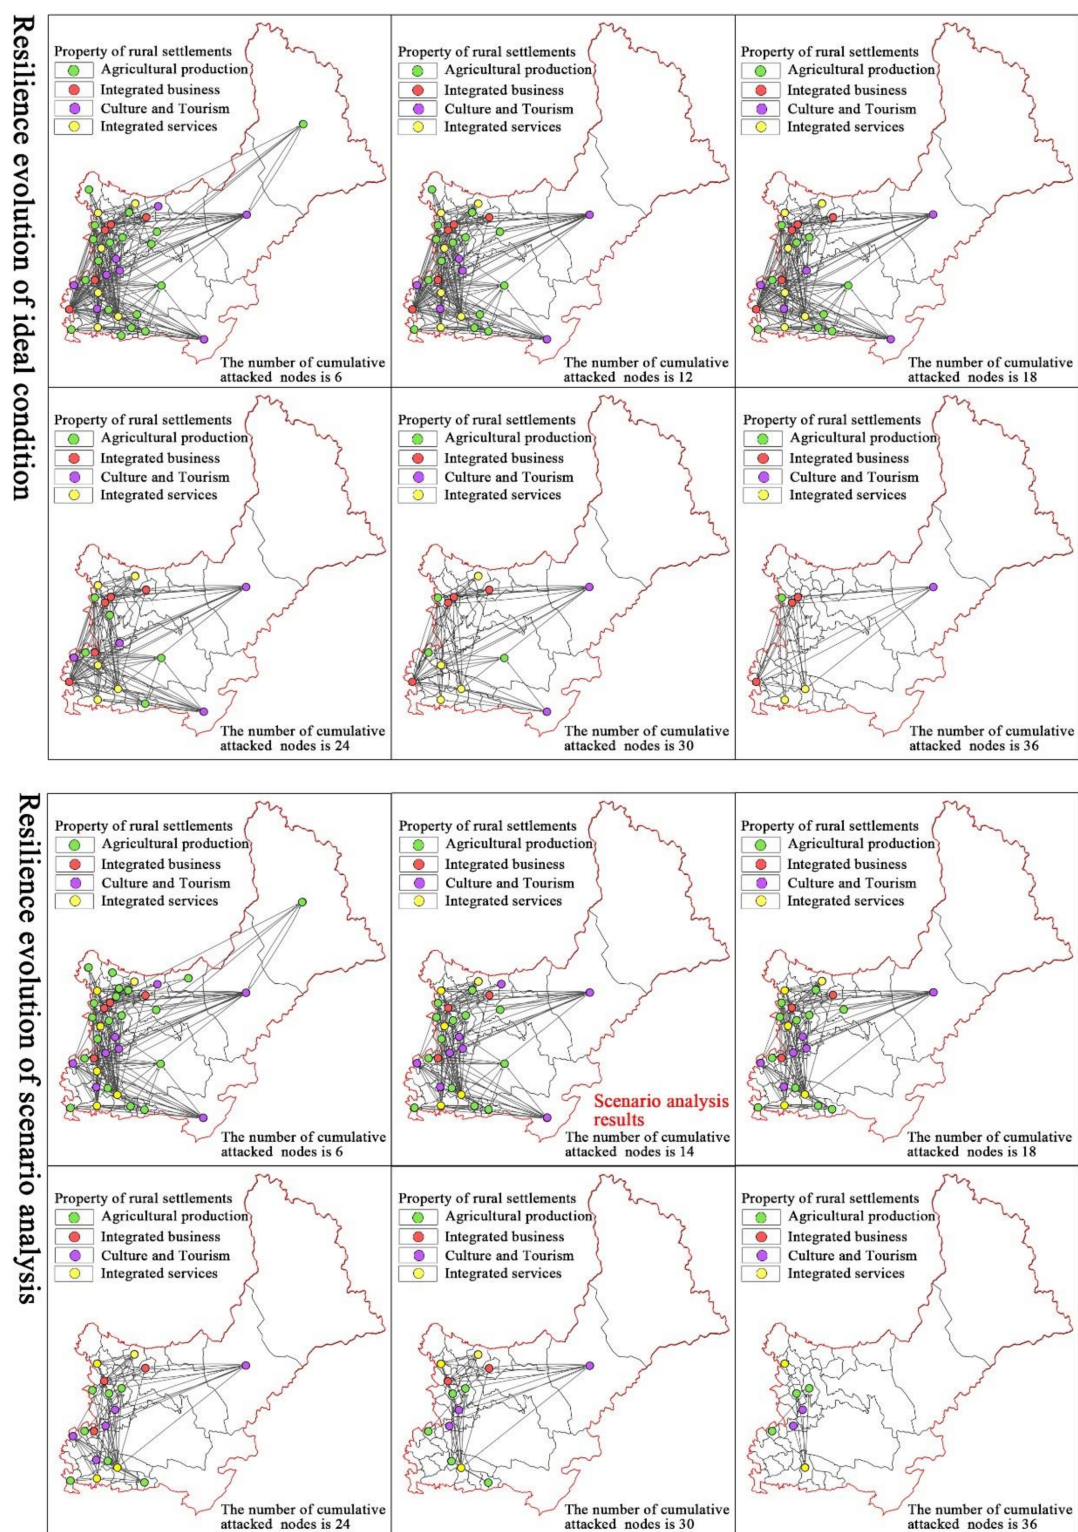 Resilience evolution of ideal condition
Property of rural settlements
Agricultural production
Integrated business
Culture and Tourism
Integrated services
The number of cumulative
attacked nodes is 6
Property of rural settlements
Agricultural production
Integrated business
Culture and Tourism
Integrated services
The number of cumulative
attacked nodes is 12
Property of rural settlements
Agricultural production
Integrated business
Culture and Tourism
Integrated services
The number of cumulative
attacked nodes is 18
Property of rural settlements
Agricultural production
Integrated business
Culture and Tourism
Integrated services
The number of cumulative
attacked nodes is 24
Property of rural settlements
Agricultural production
Integrated business
Culture and Tourism
Integrated services
The number of cumulative
attacked nodes is 30
Property of rural settlements
Agricultural production
Integrated business
Culture and Tourism
Integrated services
The number of cumulative
attacked nodes is 36
Resilience evolution of scenario analysis
Property of rural settlements
Agricultural production
Integrated business
Culture and Tourism
Integrated services
The number of cumulative
attacked nodes is 6
Property of rural settlements
Agricultural production
Integrated business
Culture and Tourism
Integrated services
Scenario analysis
results
The number of cumulative
attacked nodes is 14
Property of rural settlements
Agricultural production
Integrated business
Culture and Tourism
Integrated services
The number of cumulative
attacked nodes is 18
Property of rural settlements
Agricultural production
Integrated business
Culture and Tourism
Integrated services
The number of cumulative
attacked nodes is 24
Property of rural settlements
Agricultural production
Integrated business
Culture and Tourism
Integrated services
The number of cumulative
attacked nodes is 30
Property of rural settlements
Agricultural production
Integrated business
Culture and Tourism
Integrated services
The number of cumulative
attacked nodes is 36